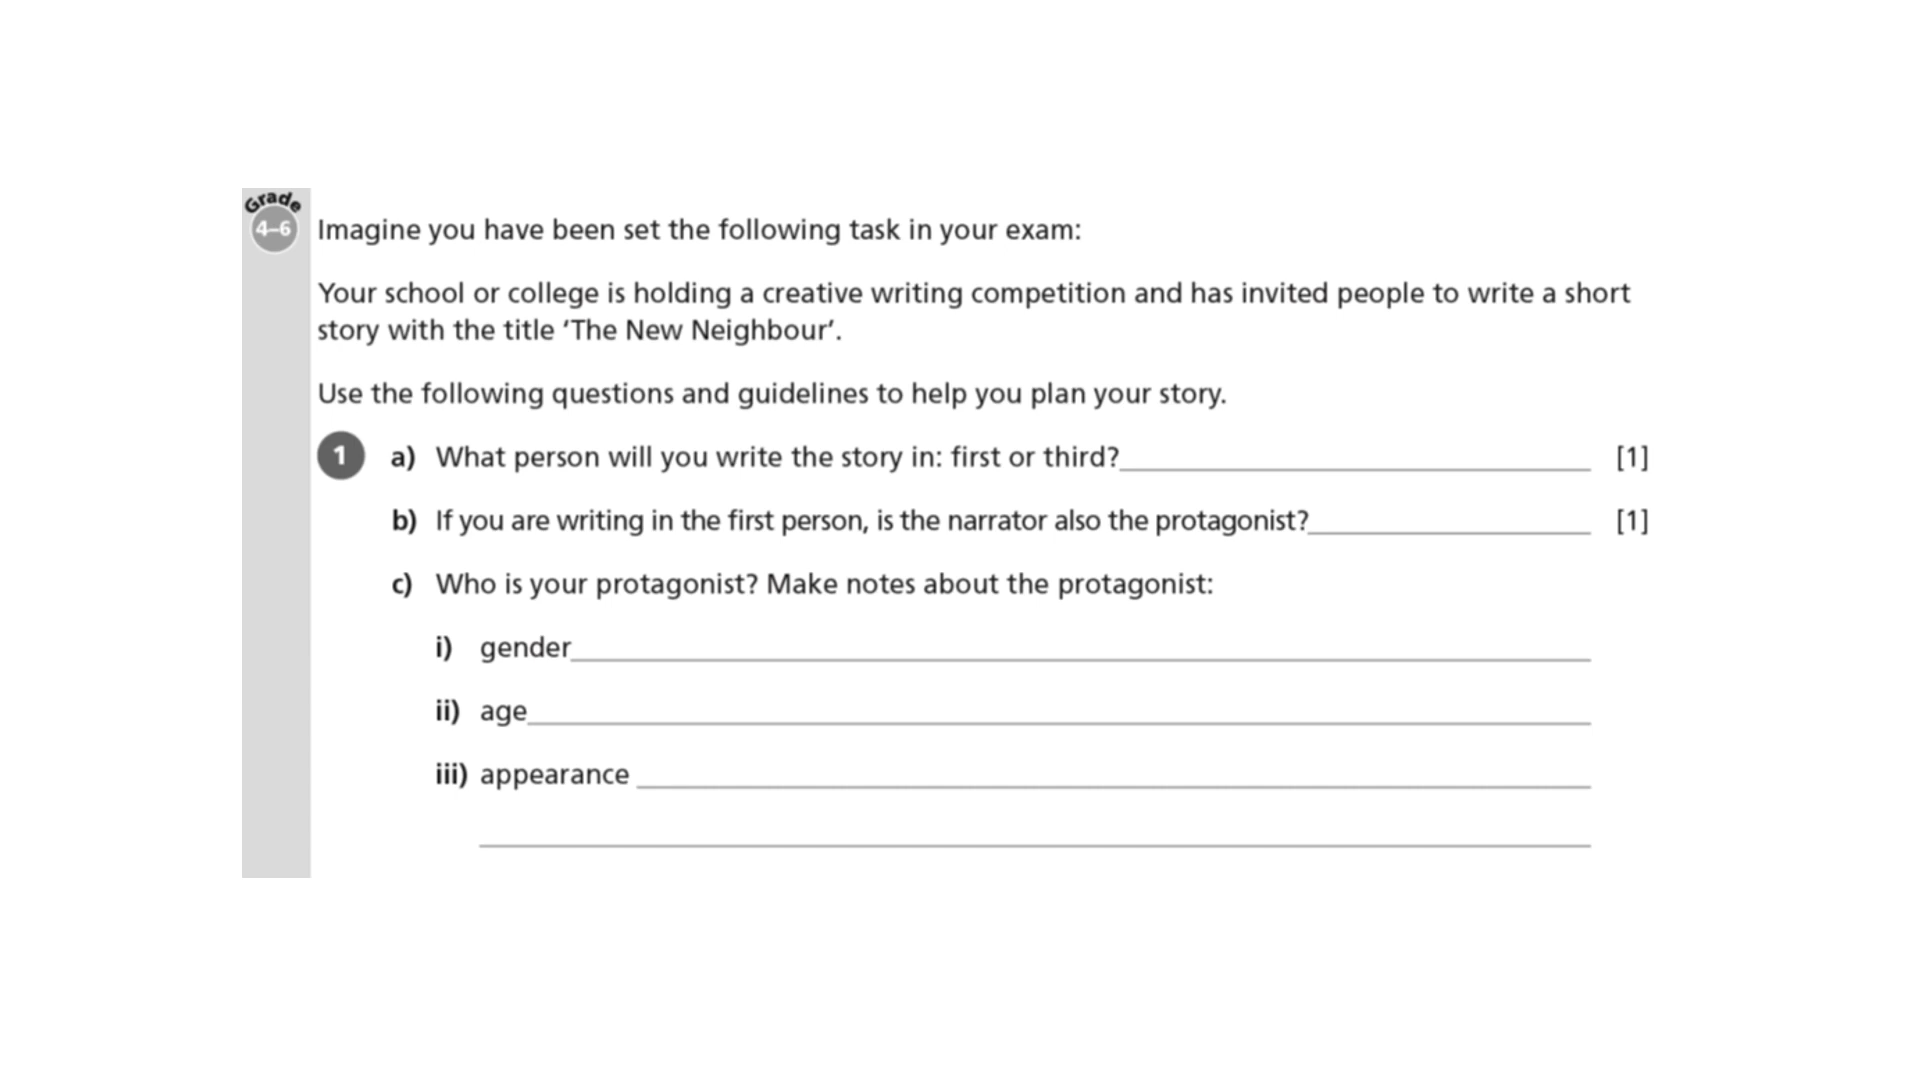 Grade
4–6
Imagine you have been set the following task in your exam:
Your school or college is holding a creative writing competition and has invited people to write a short
story with the title ‘The New Neighbour’.
Use the following questions and guidelines to help you plan your story.
1 a) What person will you write the story in: first or third? [1]
b) If you are writing in the first person, is the narrator also the protagonist? [1]
c) Who is your protagonist? Make notes about the protagonist:
i) gender
ii) age
iii) appearance